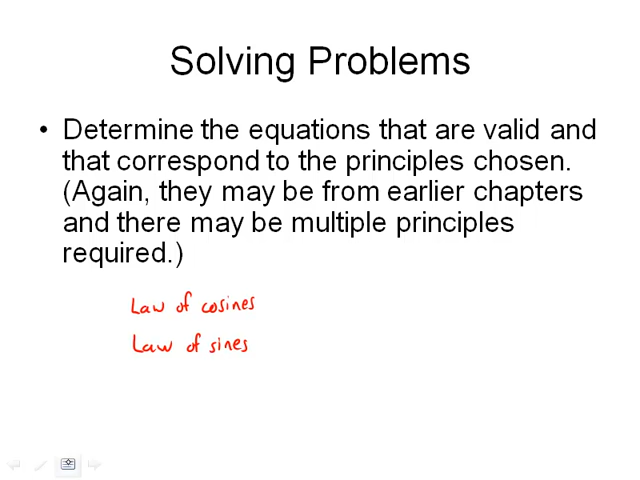 Solving Problems
• Determine the equations that are valid and
that correspond to the principles chosen.
(Again, they may be from earlier chapters
and there may be multiple principles
required.)
Law of cosines
Law of sines